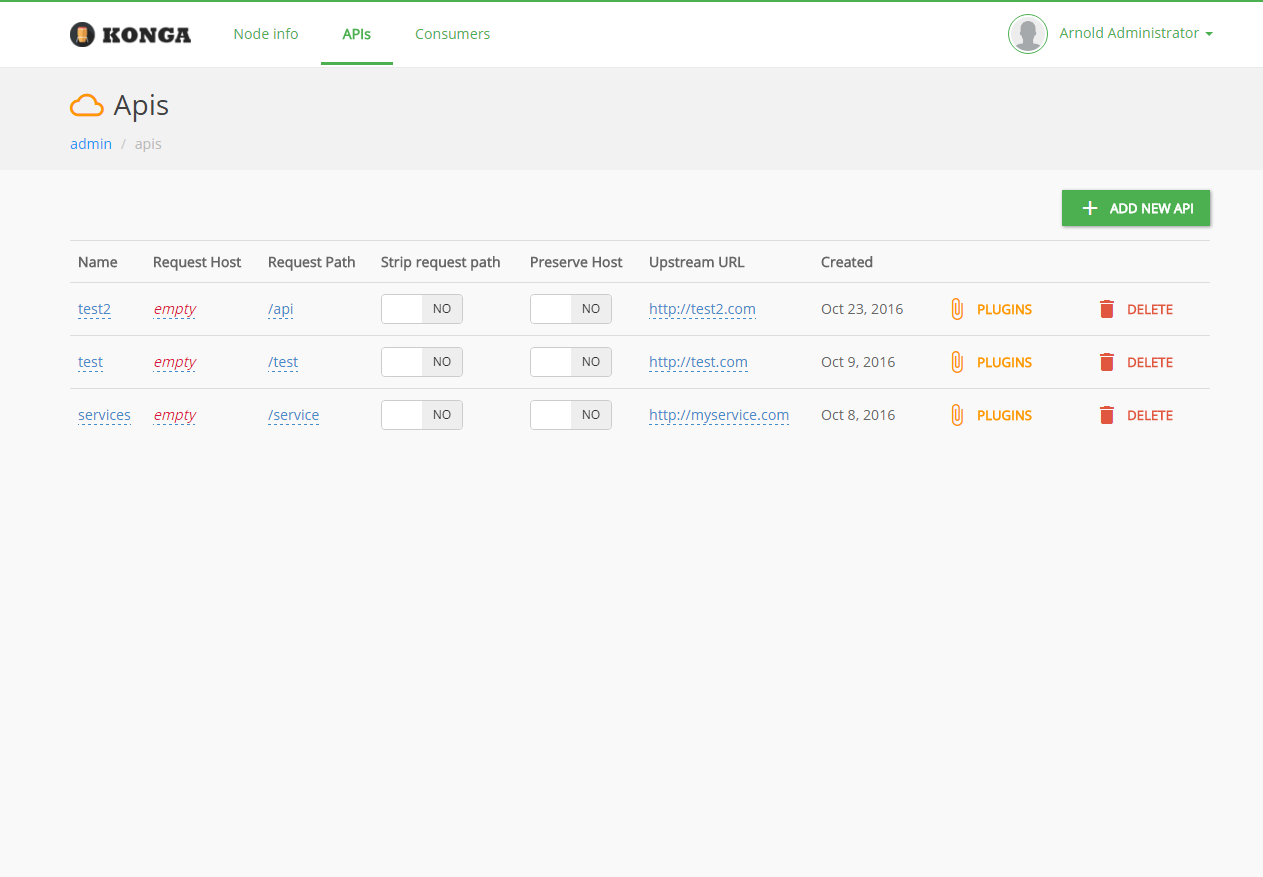 KONGA Node info APIs Consumers Arnold Administrator
Apis
admin / apis
ADD NEW API
Name Request Host Request Path Strip request path Preserve Host Upstream URL Created
test2 empty /api NO NO http://test2.com Oct 23, 2016 PLUGINS DELETE
test empty /test NO NO http://test.com Oct 9, 2016 PLUGINS DELETE
services empty /service NO NO http://myservice.com Oct 8, 2016 PLUGINS DELETE